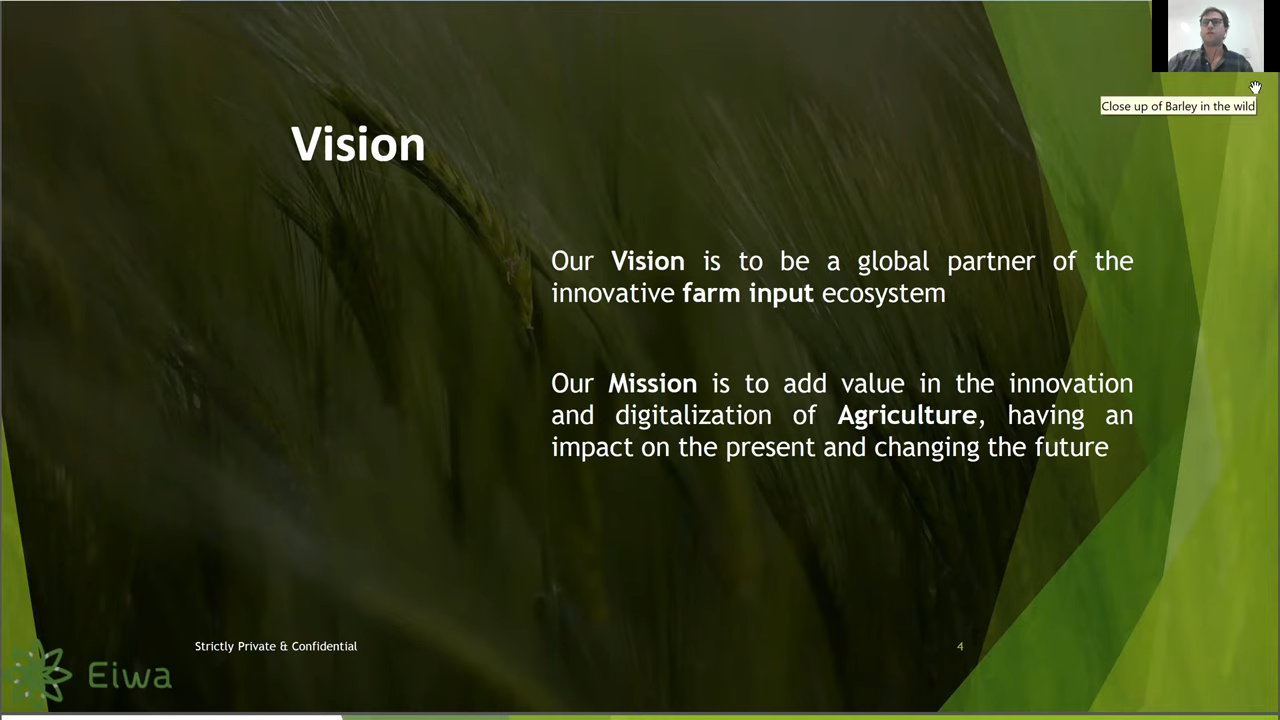 Close up of Barley in the wild
Vision
Our Vision is to be a global partner of the
innovative farm input ecosystem
Our Mission is to add value in the innovation
and digitalization of Agriculture, having an
impact on the present and changing the future
Strictly Private & Confidential
4
Eiwa